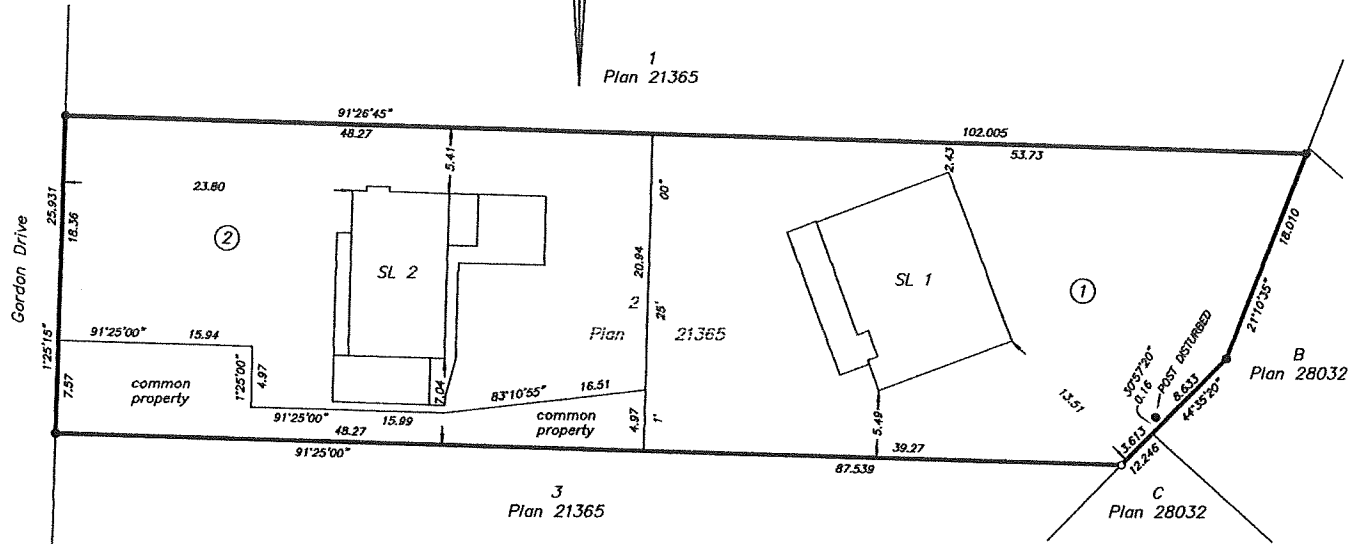 1
Plan 21365
91°26'45"
48.27
102.005
53.73
5.41
2.43
23.80
00"
25.931
18.36
Gordon Drive
2
SL 2
20.94
SL 1
1
18.010
2
25'
Plan 21365
21°10'35"
91°25'00" 15.94
1°25'15"
7.57
common
property
1°25'00"
4.97
7.04
83°10'55" 16.51
91°25'00"
15.99
common
property
4.97
1'
48.27
91°25'00"
5.49
39.27
87.539
13.51
30°57'20"
0.16
POST DISTURBED
8.633
44°35'20"
3.613
12.246
B
Plan 28032
3
Plan 21365
C
Plan 28032